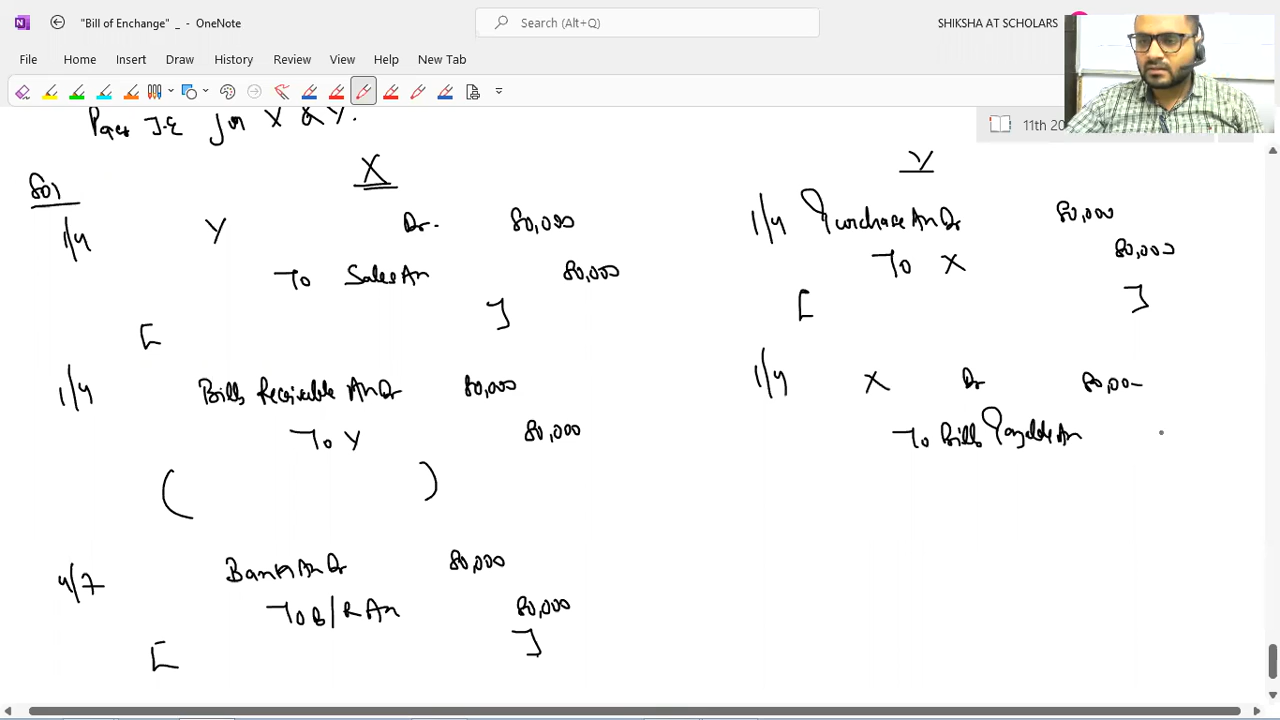 "Bill of Enchange" _ - OneNote
Search (Alt+Q)
SHIKSHA AT SCHOLARS
File Home Insert Draw History Review View Help New Tab
11th 20
Pass J.E for X & Y.
Sol
X
1/4 Y Dr. 80,000
To Sales A/c 80,000
[ ]
1/4 Bills Receivable A/c Dr 80,000
To Y 80,000
( )
4/7 Bank A/c Dr 80,000
To B/R A/c 80,000
[ ]
Y
1/4 Purchase A/c Dr 80,000
To X 80,000
[ ]
1/4 X Dr 80,000
To Bills Payable A/c